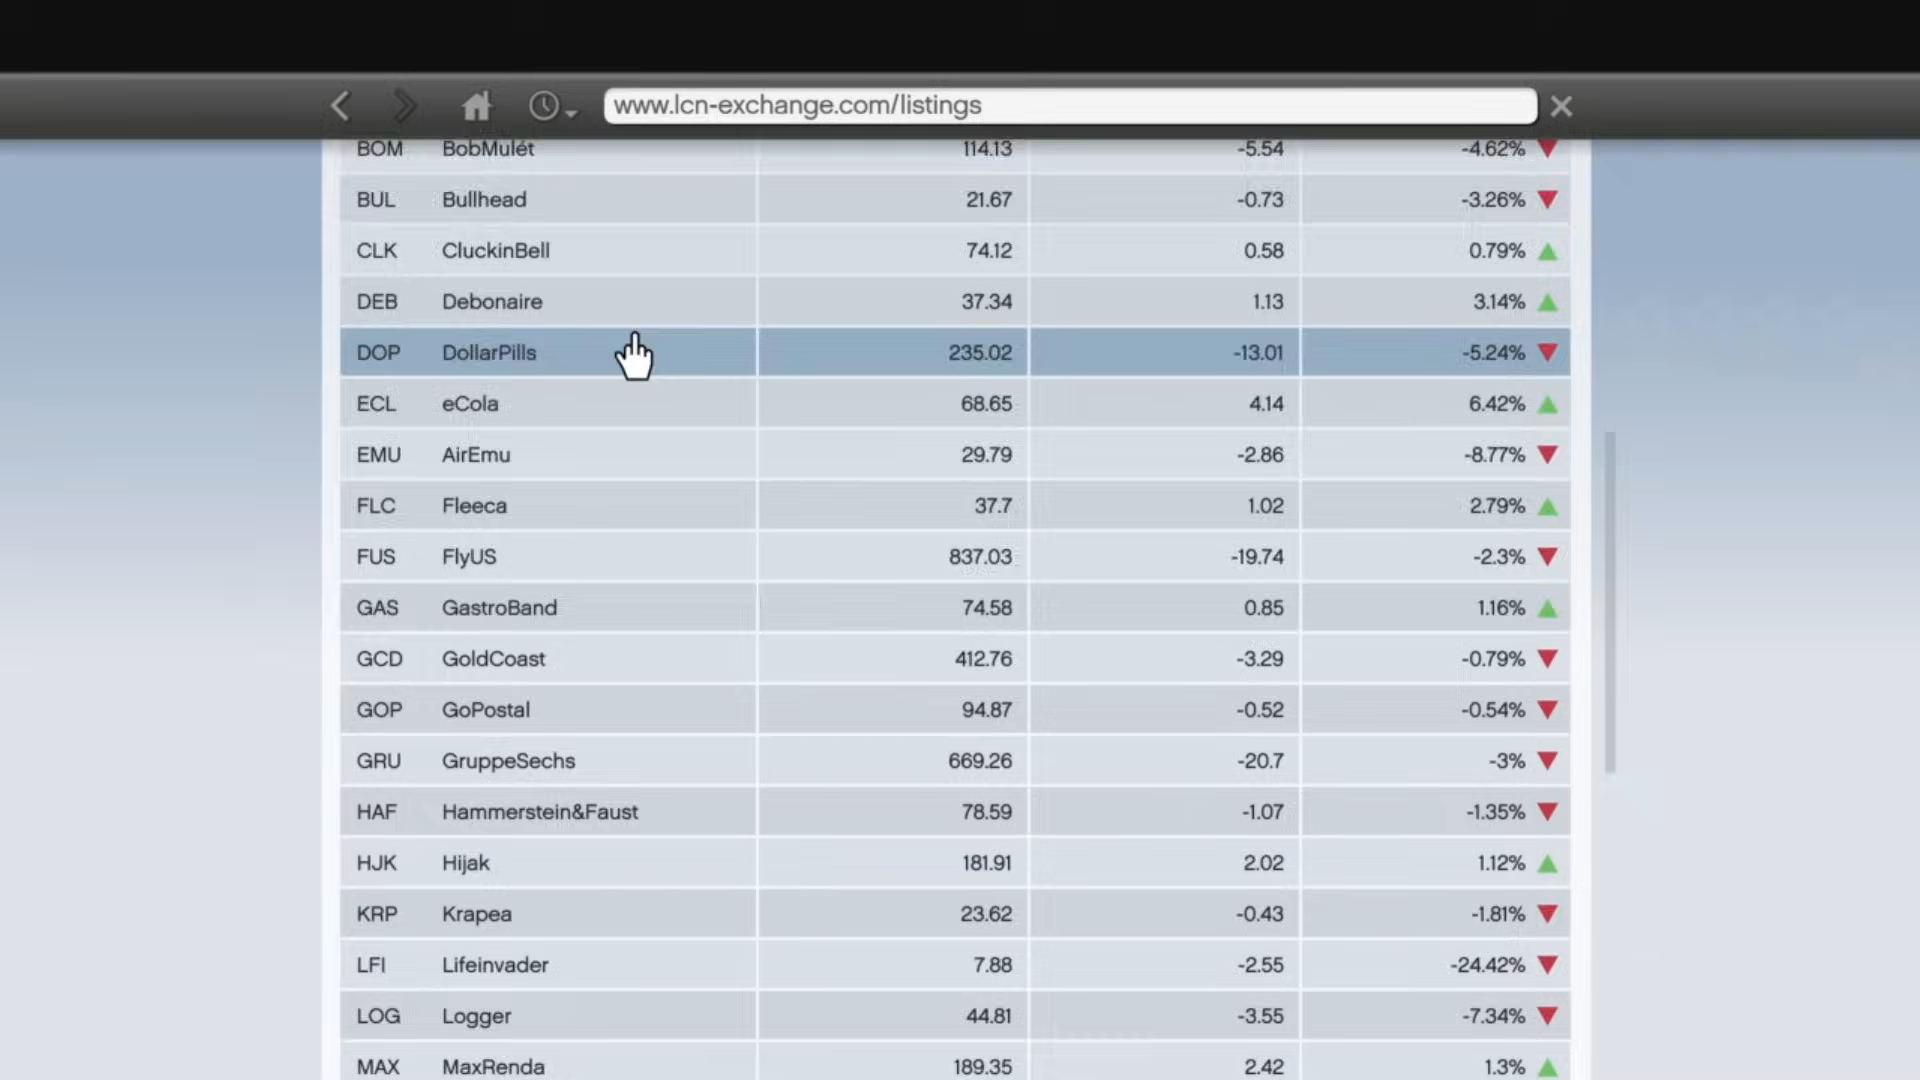 www.lcn-exchange.com/listings
BOM BobMulét 114.13 -5.54 -4.62%
BUL Bullhead 21.67 -0.73 -3.26%
CLK CluckinBell 74.12 0.58 0.79%
DEB Debonaire 37.34 1.13 3.14%
DOP DollarPills 235.02 -13.01 -5.24%
ECL eCola 68.65 4.14 6.42%
EMU AirEmu 29.79 -2.86 -8.77%
FLC Fleeca 37.7 1.02 2.79%
FUS FlyUS 837.03 -19.74 -2.3%
GAS GastroBand 74.58 0.85 1.16%
GCD GoldCoast 412.76 -3.29 -0.79%
GOP GoPostal 94.87 -0.52 -0.54%
GRU GruppeSechs 669.26 -20.7 -3%
HAF Hammerstein&Faust 78.59 -1.07 -1.35%
HJK Hijak 181.91 2.02 1.12%
KRP Krapea 23.62 -0.43 -1.81%
LFI Lifeinvader 7.88 -2.55 -24.42%
LOG Logger 44.81 -3.55 -7.34%
MAX MaxRenda 189.35 2.42 1.3%